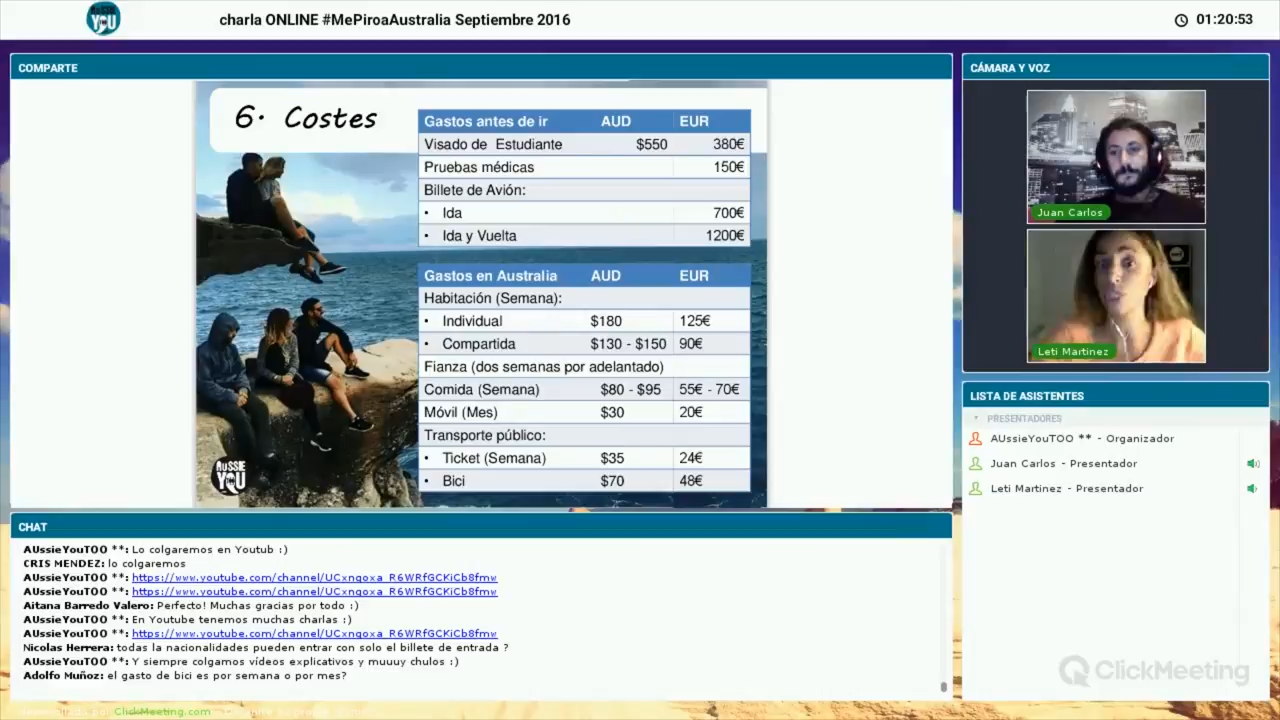 AUSSIE
YOU
charla ONLINE #MePiroaAustralia Septiembre 2016
01:20:53
COMPARTE
6. Costes
Gastos antes de ir AUD EUR
Visado de Estudiante $550 380€
Pruebas médicas 150€
Billete de Avión:
• Ida 700€
• Ida y Vuelta 1200€
Gastos en Australia AUD EUR
Habitación (Semana):
• Individual $180 125€
• Compartida $130 - $150 90€
Fianza (dos semanas por adelantado)
Comida (Semana) $80 - $95 55€ - 70€
Móvil (Mes) $30 20€
Transporte público:
• Ticket (Semana) $35 24€
• Bici $70 48€
AUSSIE
YOU
CÁMARA Y VOZ
Juan Carlos
Leti Martinez
LISTA DE ASISTENTES
PRESENTADORES
AUssieYouTOO ** - Organizador
Juan Carlos - Presentador
Leti Martinez - Presentador
CHAT
AUssieYouTOO **: Lo colgaremos en Youtub :)
CRIS MENDEZ: lo colgaremos
AUssieYouTOO **: https://www.youtube.com/channel/UCxnqoxa_R6WRfGCKiCb8fmw
AUssieYouTOO **: https://www.youtube.com/channel/UCxnqoxa_R6WRfGCKiCb8fmw
Aitana Barredo Valero: Perfecto! Muchas gracias por todo :)
AUssieYouTOO **: En Youtube tenemos muchas charlas :)
AUssieYouTOO **: https://www.youtube.com/channel/UCxnqoxa_R6WRfGCKiCb8fmw
Nicolas Herrera: todas la nacionalidades pueden entrar con solo el billete de entrada ?
AUssieYouTOO **: Y siempre colgamos vídeos explicativos y muuuy chulos :)
Adolfo Muñoz: el gasto de bici es por semana o por mes?
ClickMeeting
ClickMeeting.com